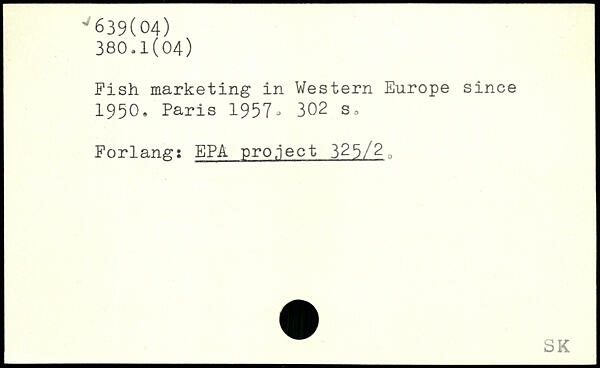 ✓639(04)
380.1(04)
Fish marketing in Western Europe since
1950. Paris 1957. 302 s.
Forlang: EPA project 325/2.
SK